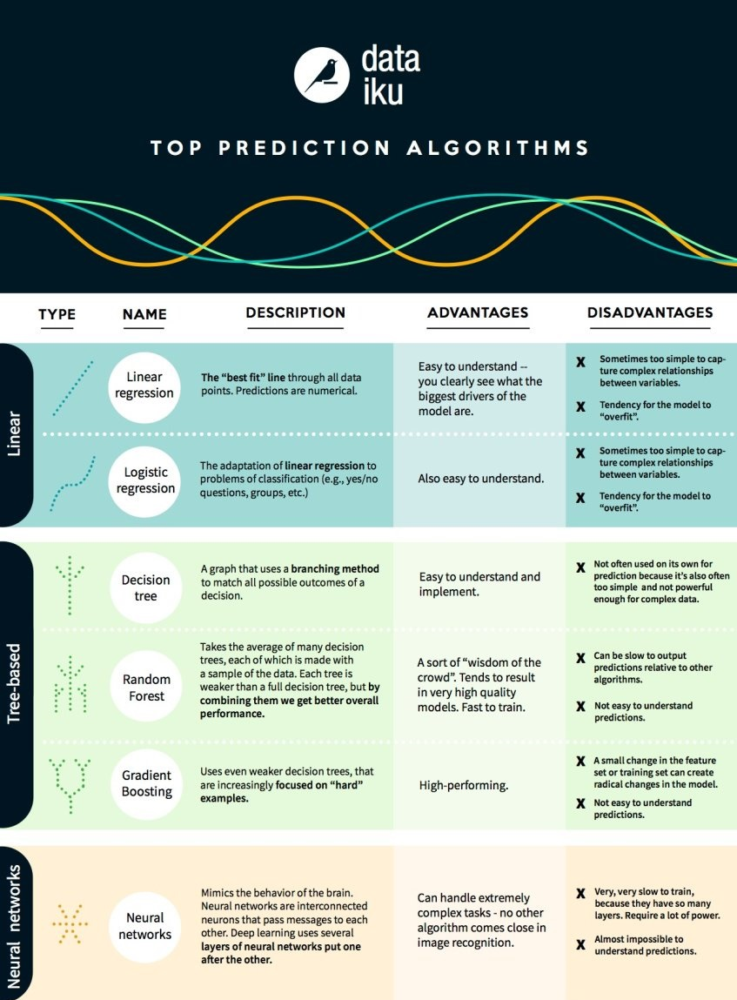 data
iku
TOP PREDICTION ALGORITHMS
TYPE NAME DESCRIPTION ADVANTAGES DISADVANTAGES
Linear
Linear
regression
The “best fit” line through all data
points. Predictions are numerical.
Easy to understand --
you clearly see what the
biggest drivers of the
model are.
X Sometimes too simple to cap-
ture complex relationships
between variables.
X Tendency for the model to
“overfit”.
Logistic
regression
The adaptation of linear regression to
problems of classification (e.g., yes/no
questions, groups, etc.)
Also easy to understand.
X Sometimes too simple to cap-
ture complex relationships
between variables.
X Tendency for the model to
“overfit”.
Tree-based
Decision
tree
A graph that uses a branching method
to match all possible outcomes of a
decision.
Easy to understand and
implement.
X Not often used on its own for
prediction because it’s also often
too simple and not powerful
enough for complex data.
Random
Forest
Takes the average of many decision
trees, each of which is made with
a sample of the data. Each tree is
weaker than a full decision tree, but by
combining them we get better overall
performance.
A sort of “wisdom of the
crowd”. Tends to result
in very high quality
models. Fast to train.
X Can be slow to output
predictions relative to other
algorithms.
X Not easy to understand
predictions.
Gradient
Boosting
Uses even weaker decision trees, that
are increasingly focused on “hard”
examples.
High-performing.
X A small change in the feature
set or training set can create
radical changes in the model.
X Not easy to understand
predictions.
Neural networks
Neural
networks
Mimics the behavior of the brain.
Neural networks are interconnected
neurons that pass messages to each
other. Deep learning uses several
layers of neural networks put one
after the other.
Can handle extremely
complex tasks - no other
algorithm comes close in
image recognition.
X Very, very slow to train,
because they have so many
layers. Require a lot of power.
X Almost impossible to
understand predictions.